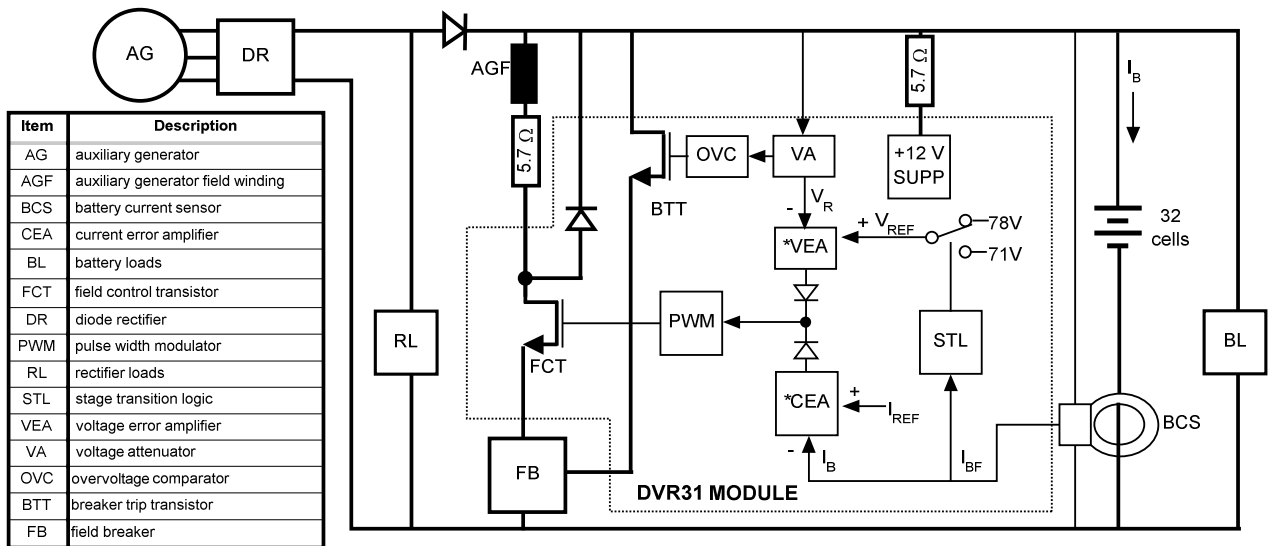 AG
DR
AGF
5.7 Ω
5.7 Ω
I_B
Item Description
AG auxiliary generator
AGF auxiliary generator field winding
BCS battery current sensor
CEA current error amplifier
BL battery loads
FCT field control transistor
DR diode rectifier
PWM pulse width modulator
RL rectifier loads
STL stage transition logic
VEA voltage error amplifier
VA voltage attenuator
OVC overvoltage comparator
BTT breaker trip transistor
FB field breaker
OVC
VA
+12 V
SUPP
BTT
V_R
-
+ V_REF
78V
71V
*VEA
32
cells
RL
PWM
STL
BL
FCT
*CEA
+
I_REF
BCS
-
I_B
I_BF
FB
DVR31 MODULE